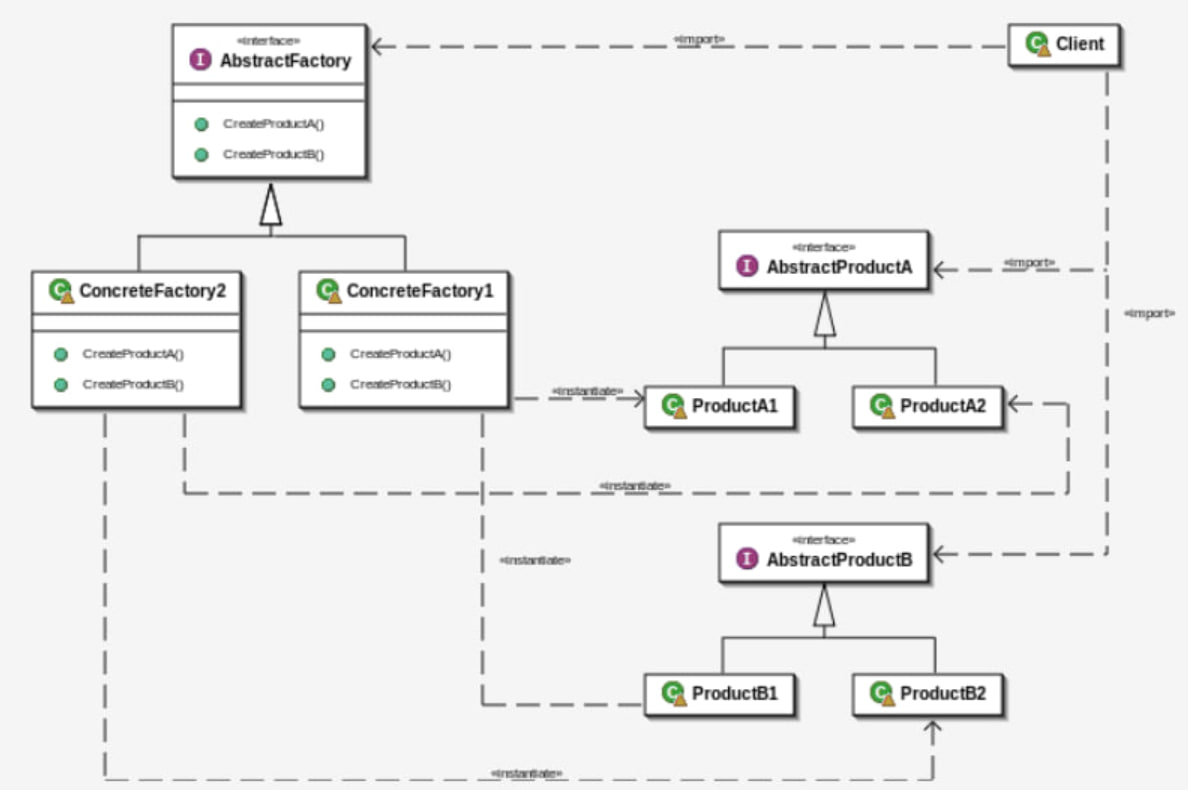 «interface»
I AbstractFactory
CreateProductA()
CreateProductB()
«import»
C Client
C ConcreteFactory2
CreateProductA()
CreateProductB()
C ConcreteFactory1
CreateProductA()
CreateProductB()
«interface»
I AbstractProductA
«import»
«import»
«instantiate»
C ProductA1
C ProductA2
«instantiate»
«interface»
I AbstractProductB
«instantiate»
C ProductB1
C ProductB2
«instantiate»